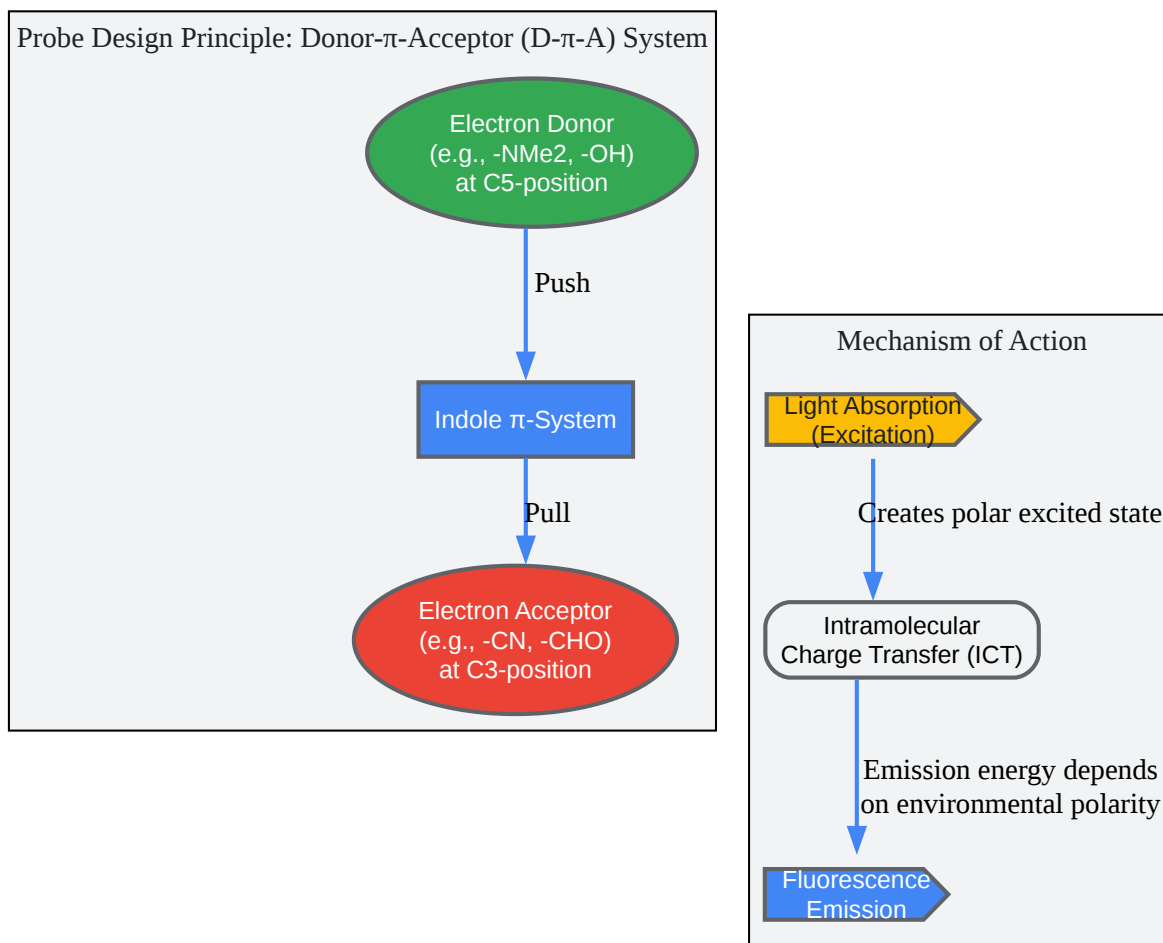 Probe Design Principle: Donor-π-Acceptor (D-π-A) System
Electron Donor
(e.g., -NMe2, -OH)
at C5-position
Push
Indole π-System
Pull
Electron Acceptor
(e.g., -CN, -CHO)
at C3-position
Mechanism of Action
Light Absorption
(Excitation)
Creates polar excited state
Intramolecular
Charge Transfer (ICT)
Emission energy depends
on environmental polarity
Fluorescence
Emission